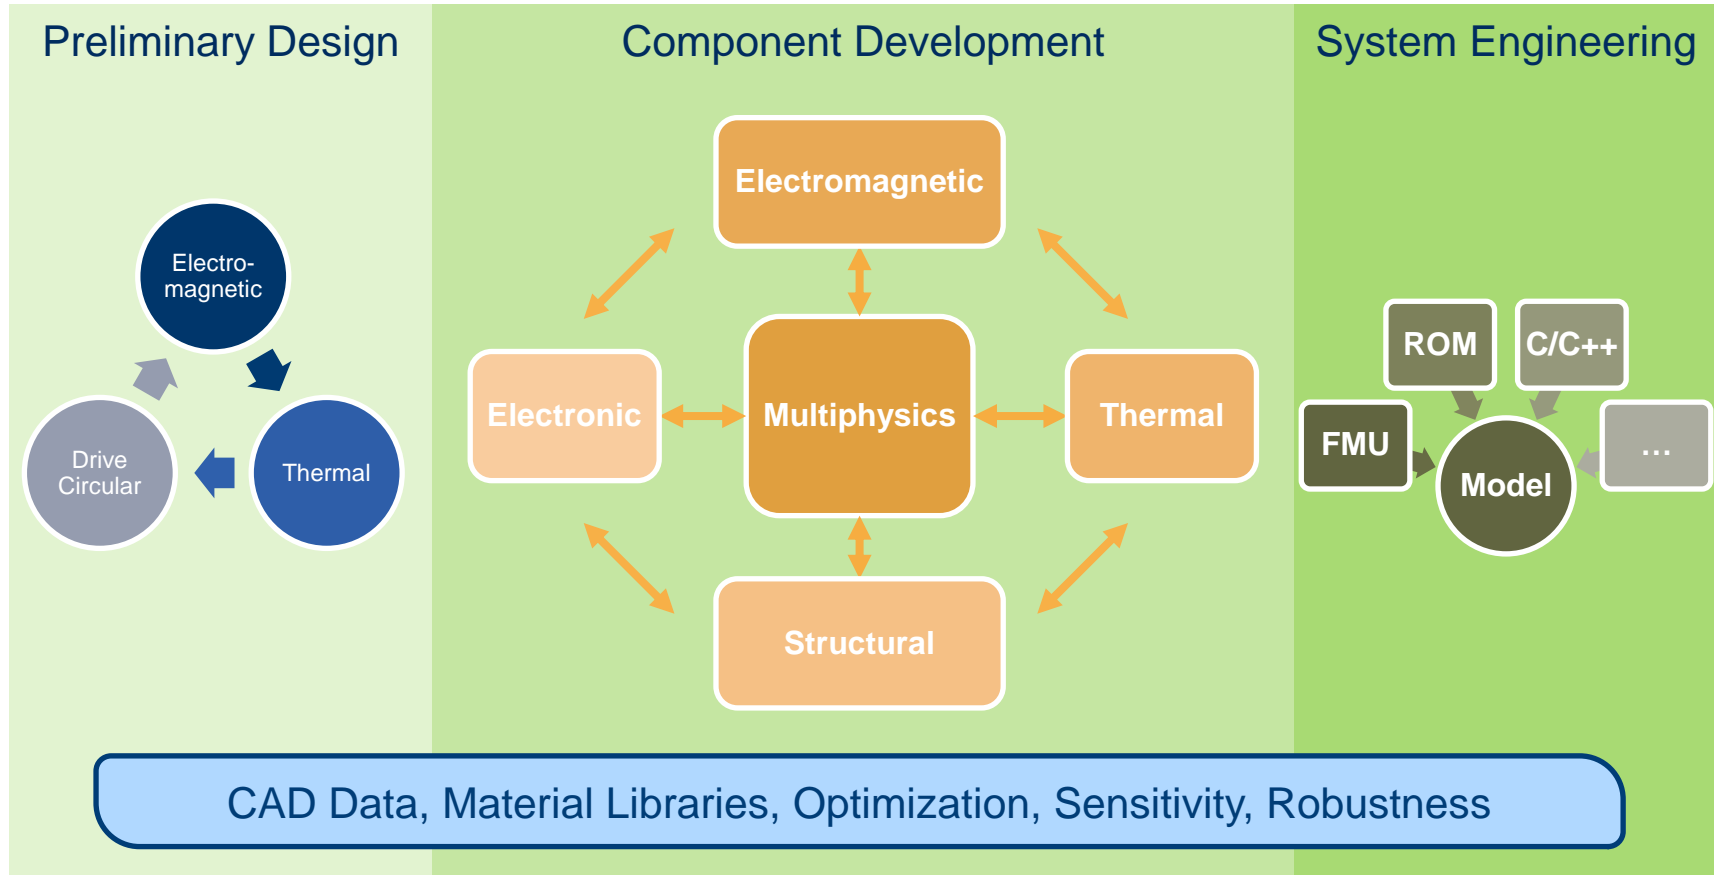 Preliminary Design
Component Development
System Engineering
Electro-
magnetic
Drive
Circular
Thermal
Electromagnetic
Electronic
Multiphysics
Thermal
Structural
ROM
C/C++
FMU
...
Model
CAD Data, Material Libraries, Optimization, Sensitivity, Robustness